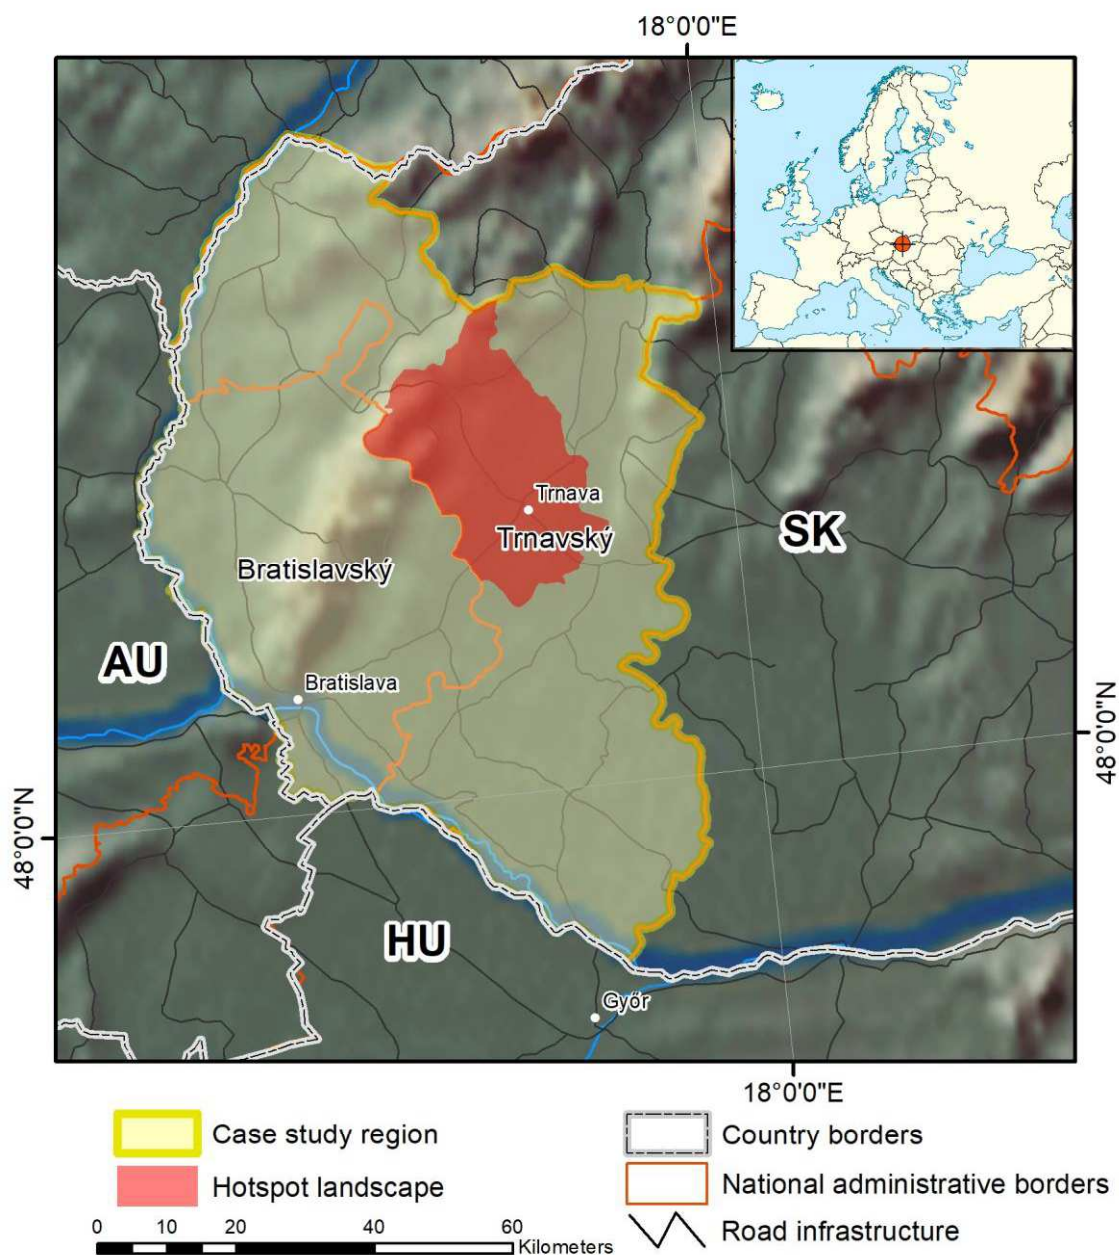 18°0'0"E
Trnava
Trnavský
SK
Bratislavský
AU
Bratislava
48°0'0"N
48°0'0"N
HU
Győr
18°0'0"E
Case study region
Country borders
Hotspot landscape
National administrative borders
0 10 20 40 60
Kilometers
Road infrastructure